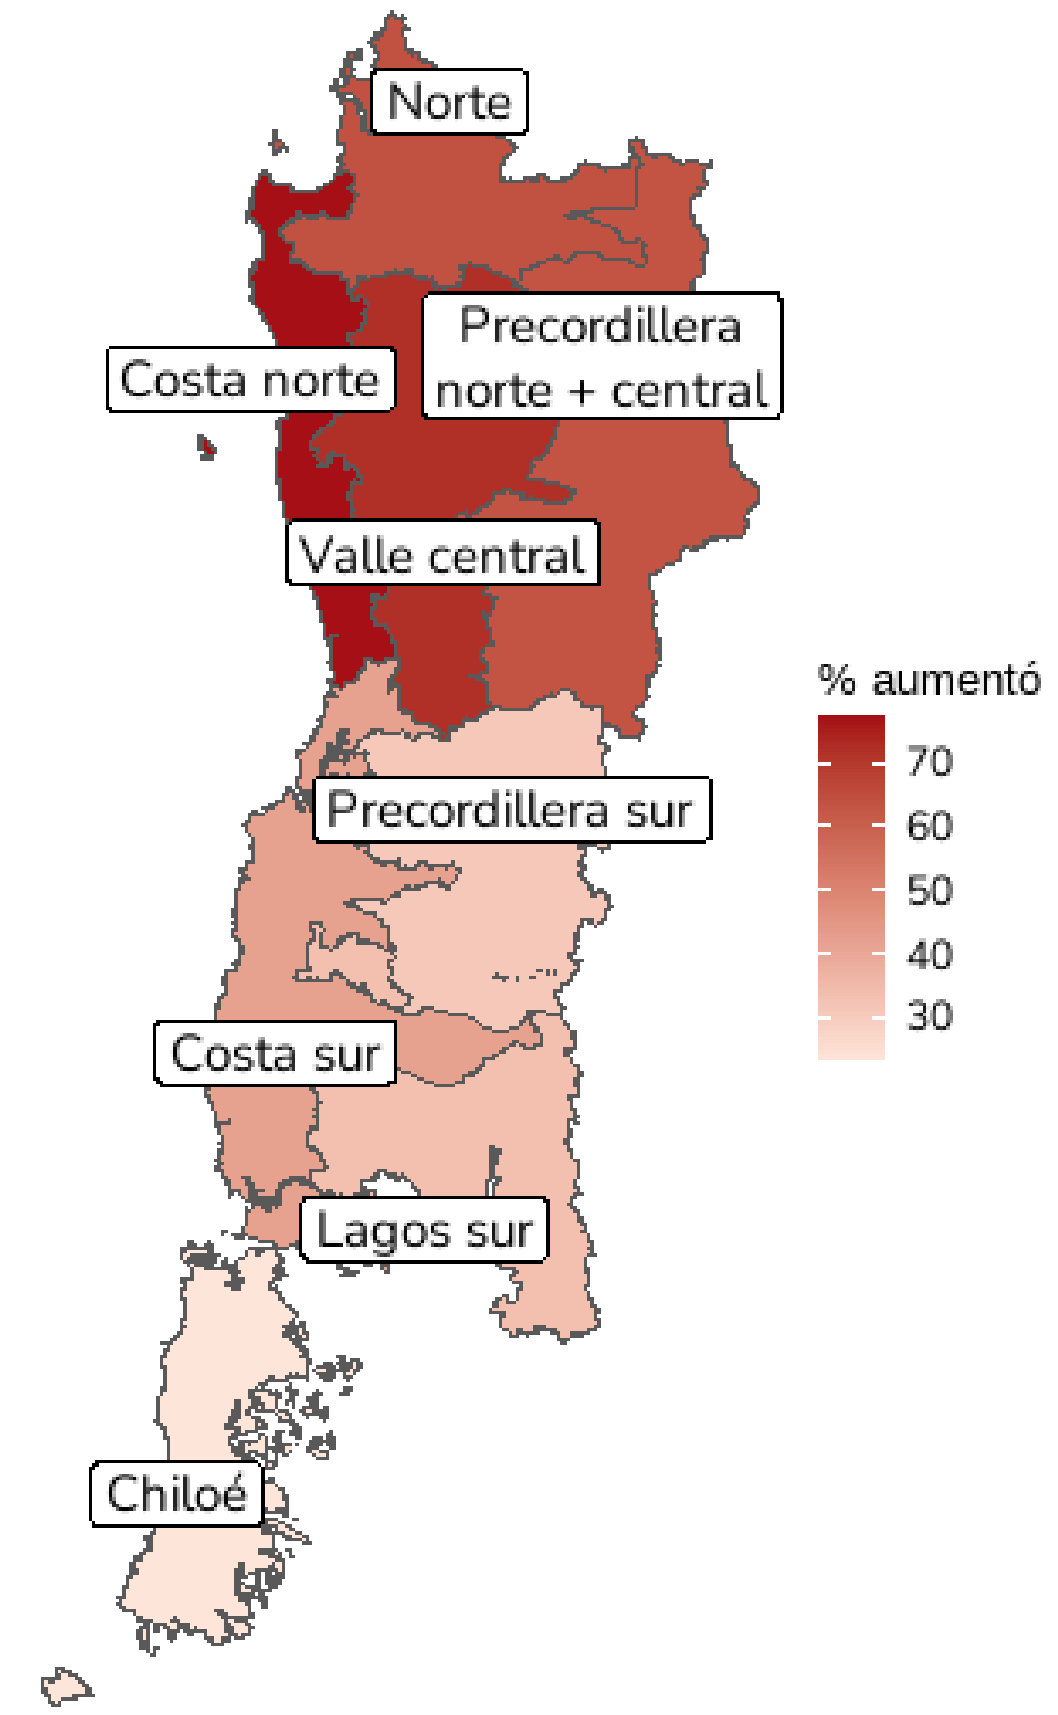 Norte
Precordillera
norte + central
Costa norte
Valle central
% aumentó
70
60
50
40
30
Precordillera sur
Costa sur
Lagos sur
Chiloé